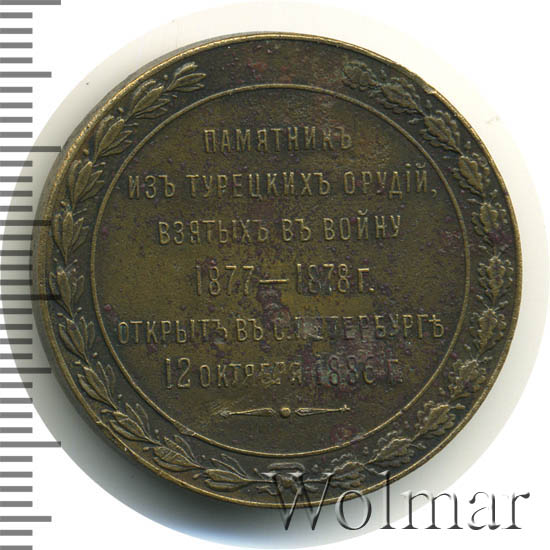 ПАМЯТНИКЪ
ИЗЪ ТУРЕЦКИХЪ ОРУДІЙ,
ВЗЯТЫХЪ ВЪ ВОЙНУ
1877—1878 г.
ОТКРЫТЪ ВЪ С.ПЕТЕРБУРГѢ
12 ОКТЯБРЯ 1886 г.
Wolmar